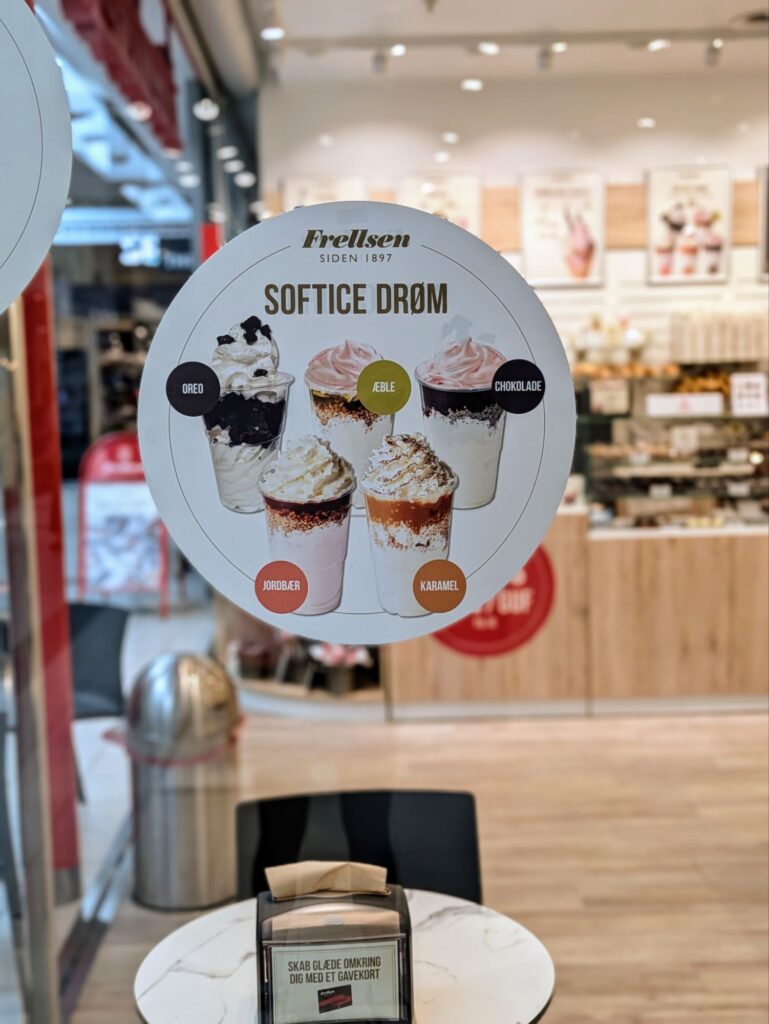 Frellsen
SIDEN 1897
SOFTICE DRØM
OREO
ÆBLE
CHOKOLADE
JORDBÆR
KARAMEL
SKAB GLÆDE OMKRING
DIG MED ET GAVEKORT